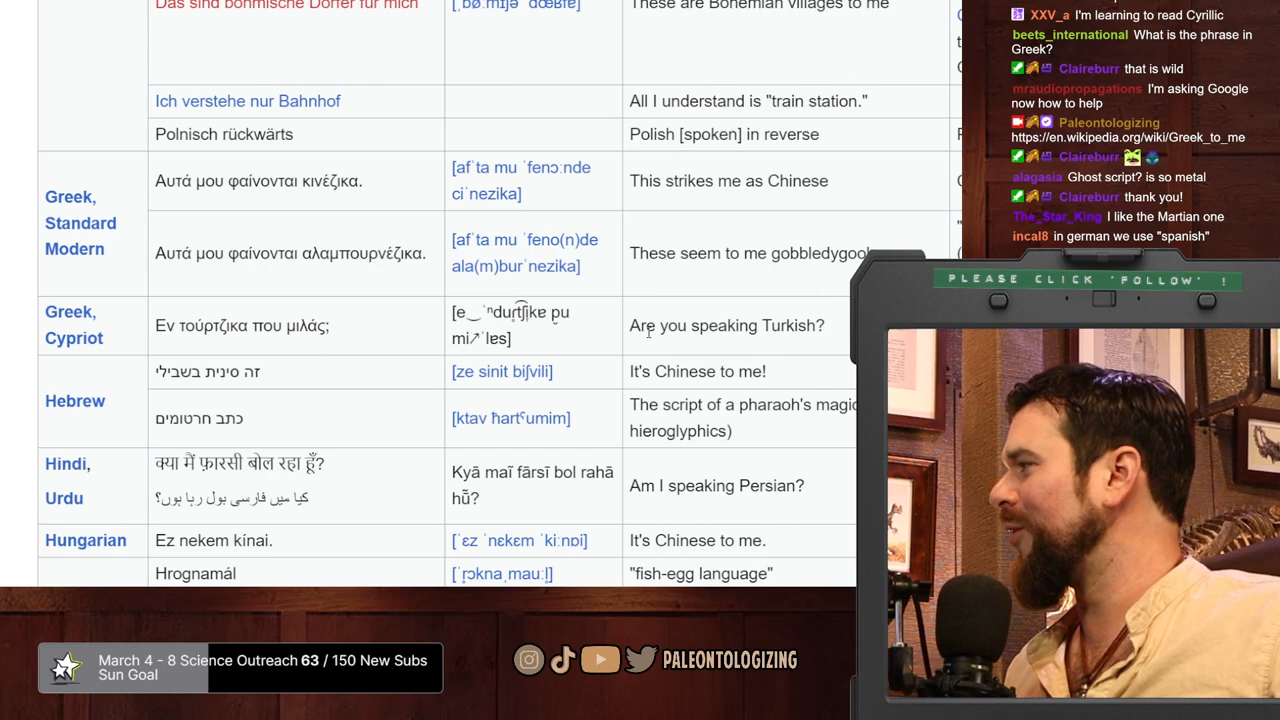 Das sind böhmische Dörfer für mich
These are Bohemian villages to me
Ich verstehe nur Bahnhof
All I understand is "train station."
Polnisch rückwärts
Polish [spoken] in reverse
Greek,
Standard
Modern
Αυτά μου φαίνονται κινέζικα.
[afˈta mu ˈfenɔːnde
ciˈnezika]
This strikes me as Chinese
Αυτά μου φαίνονται αλαμπουρνέζικα.
[afˈta mu ˈfeno(n)de
ala(m)burˈnezika]
These seem to me
Greek,
Cypriot
Εν τούρτζικα που μιλάς;
Are you speaking Turkish?
Hebrew
זה סינית בשבילי
[ze sinit biʃvili]
It's Chinese to me!
כתב חרטומים
[ktav ħartˤumim]
The script of a pharaoh's
hieroglyphics)
Hindi,
Urdu
क्या मैं फ़ारसी बोल रहा हूँ?
کیا میں فارسی بول رہا ہوں؟
Kyā maĩ fārsī bol rahā
hū̃?
Am I speaking Persian?
Hungarian
Ez nekem kínai.
[ˈɛz ˈnɛkɛm ˈkiːnɒi]
It's Chinese to me.
Hrognamál
[ˈr̥ɔknaˌmauːl]
"fish-egg language"
XXV_a I'm learning to read Cyrillic
beets_international What is the phrase in
Greek?
Claireburr that is wild
mraudiopropagations I'm asking Google
now how to help
Paleontologizing
https://en.wikipedia.org/wiki/Greek_to_me
Claireburr
alagasia Ghost script? is so metal
Claireburr thank you!
The_Star_King I like the Martian one
incal8 in german we use "spanish"
PLEASE CLICK 'FOLLOW' !
March 4 - 8 Science Outreach 63 / 150 New Subs
Sun Goal
PALEONTOLOGIZING